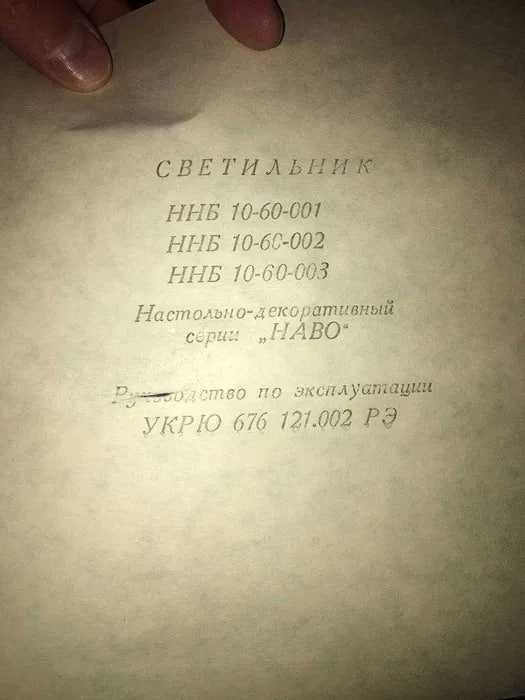 СВЕТИЛЬНИК
ННБ 10-60-001
ННБ 10-60-002
ННБ 10-60-003
Настольно-декоративный
серии „НАВО"
Руководство по эксплуатации
УКРЮ 676 121.002 РЭ